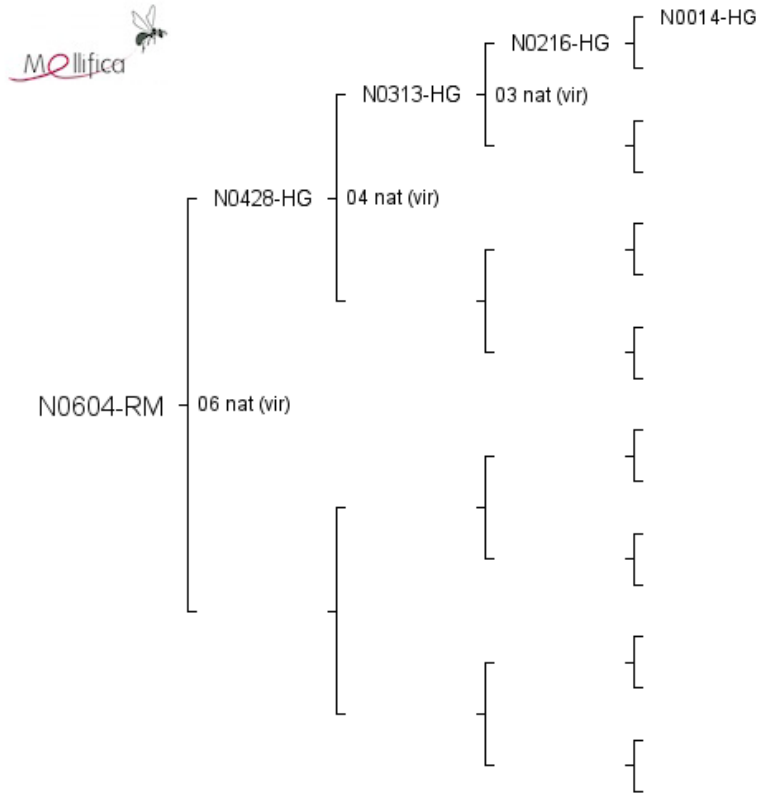 Mellifica
N0014-HG
N0216-HG
N0313-HG
03 nat (vir)
N0428-HG
04 nat (vir)
N0604-RM
06 nat (vir)